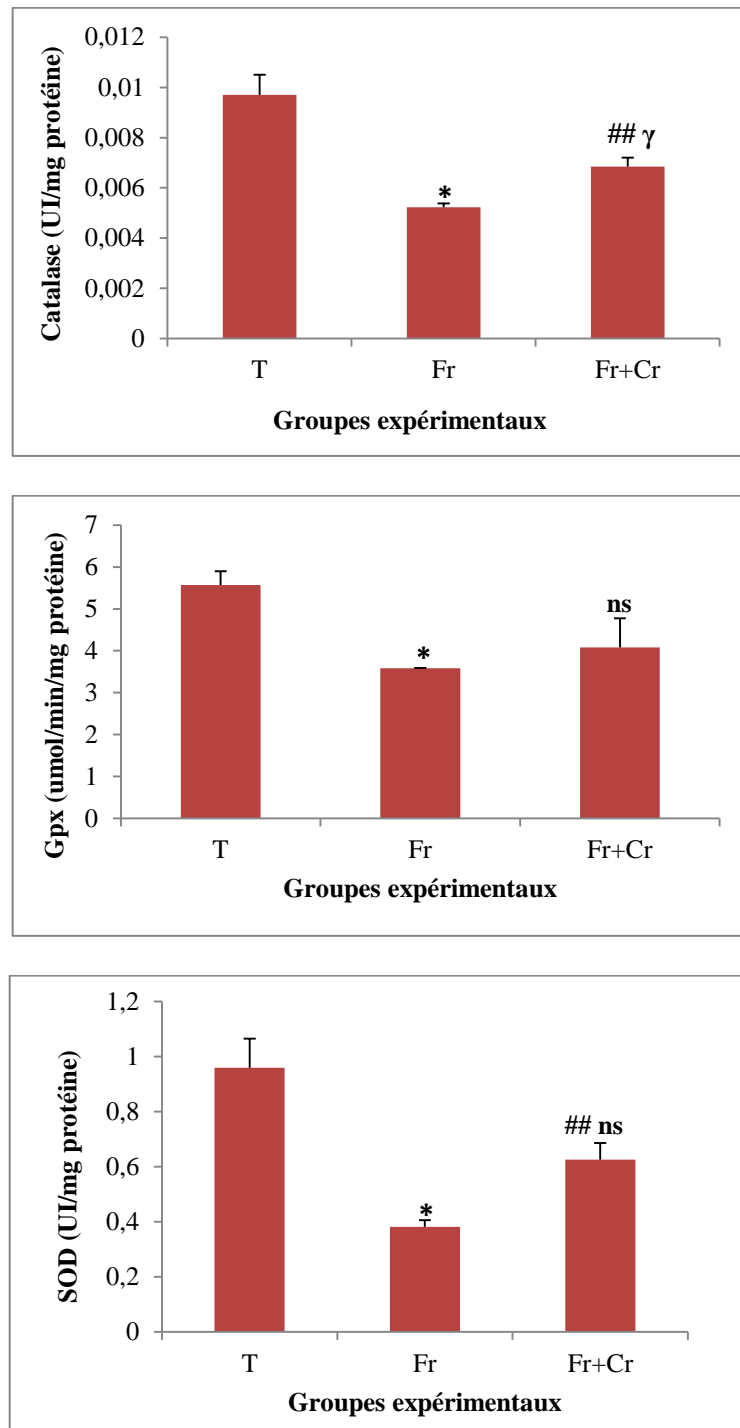 Catalase (UI/mg protéine)
0,012
0,01
0,008
0,006
0,004
0,002
0
*
## γ
T Fr Fr+Cr
Groupes expérimentaux
Gpx (umol/min/mg protéine)
7
6
5
4
3
2
1
0
*
ns
T Fr Fr+Cr
Groupes expérimentaux
SOD (UI/mg protéine)
1,2
1
0,8
0,6
0,4
0,2
0
*
## ns
T Fr Fr+Cr
Groupes expérimentaux